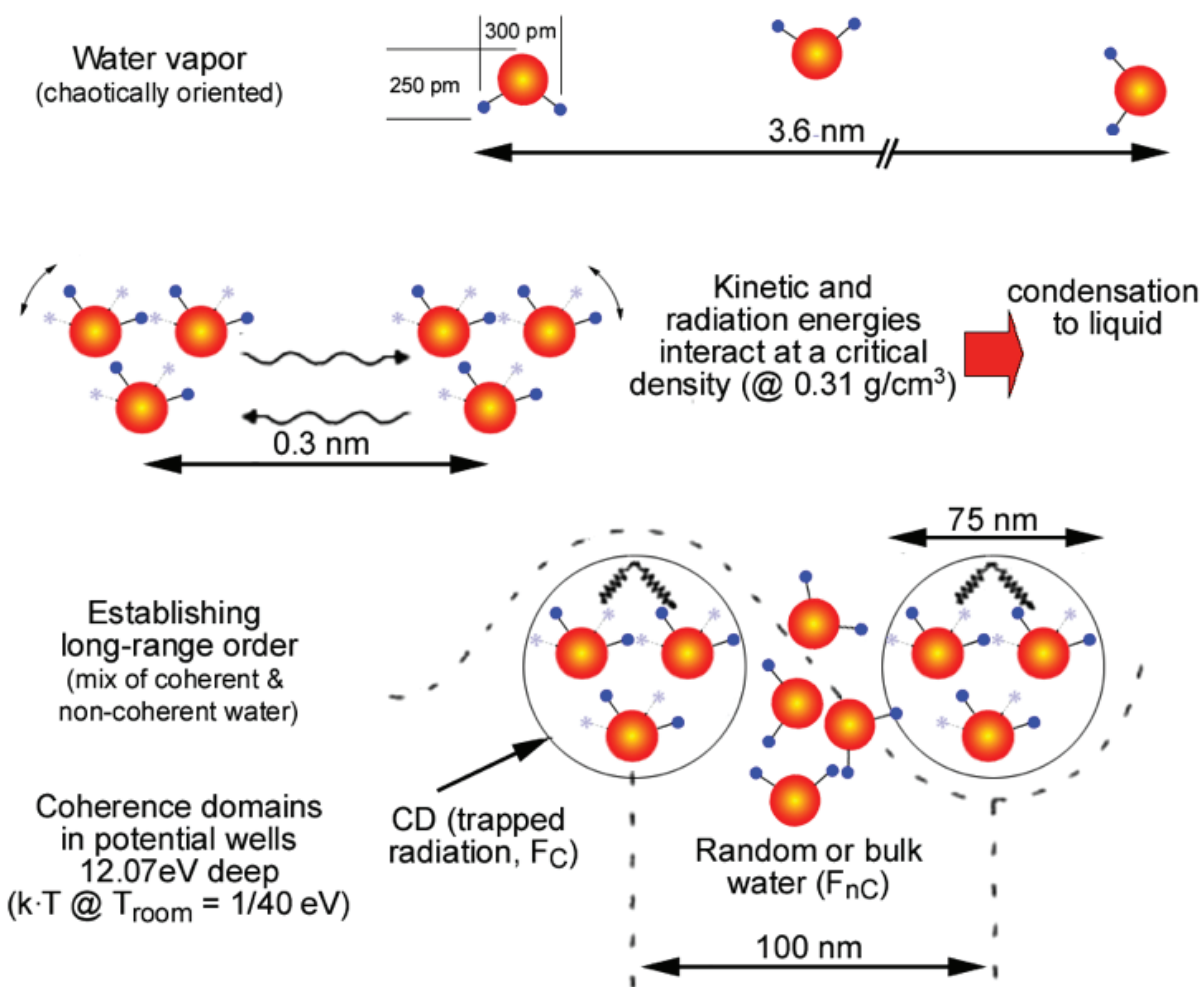 Water vapor
(chaotically oriented)
300 pm
250 pm
3.6 nm
0.3 nm
Kinetic and
radiation energies
interact at a critical
density (@ 0.31 g/cm³)
condensation
to liquid
75 nm
Establishing
long-range order
(mix of coherent &
non-coherent water)
Coherence domains
in potential wells
12.07eV deep
(k·T @ Troom = 1/40 eV)
CD (trapped
radiation, FC)
Random or bulk
water (FnC)
100 nm